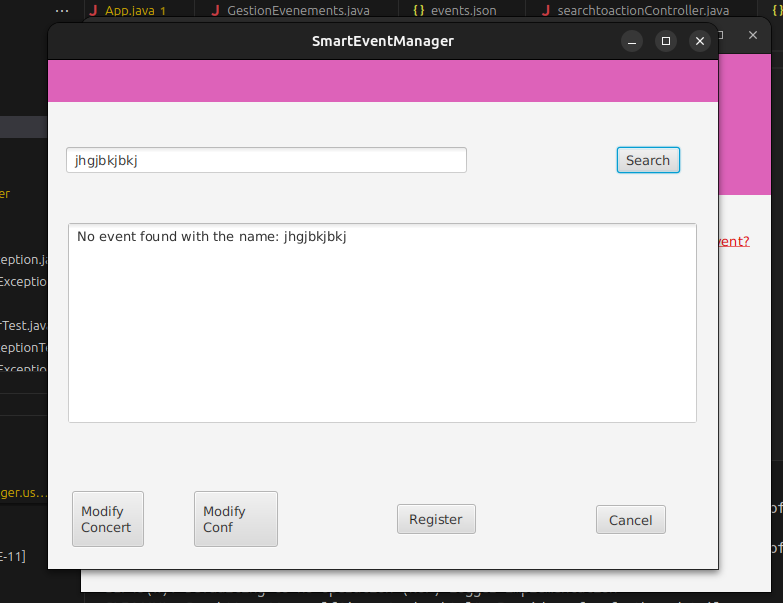 ... J App.java 1 J GestionEvenements.java {} events.json J searchtoactionController.java {}
SmartEventManager
jhgjbkjbkj Search
No event found with the name: jhgjbkjbkj
vent?
er
eption.ja
Exceptio
rTest.java
eptionTe
Exceptio
ger.us...
E-11]
of
of
Modify
Concert
Modify
Conf
Register
Cancel